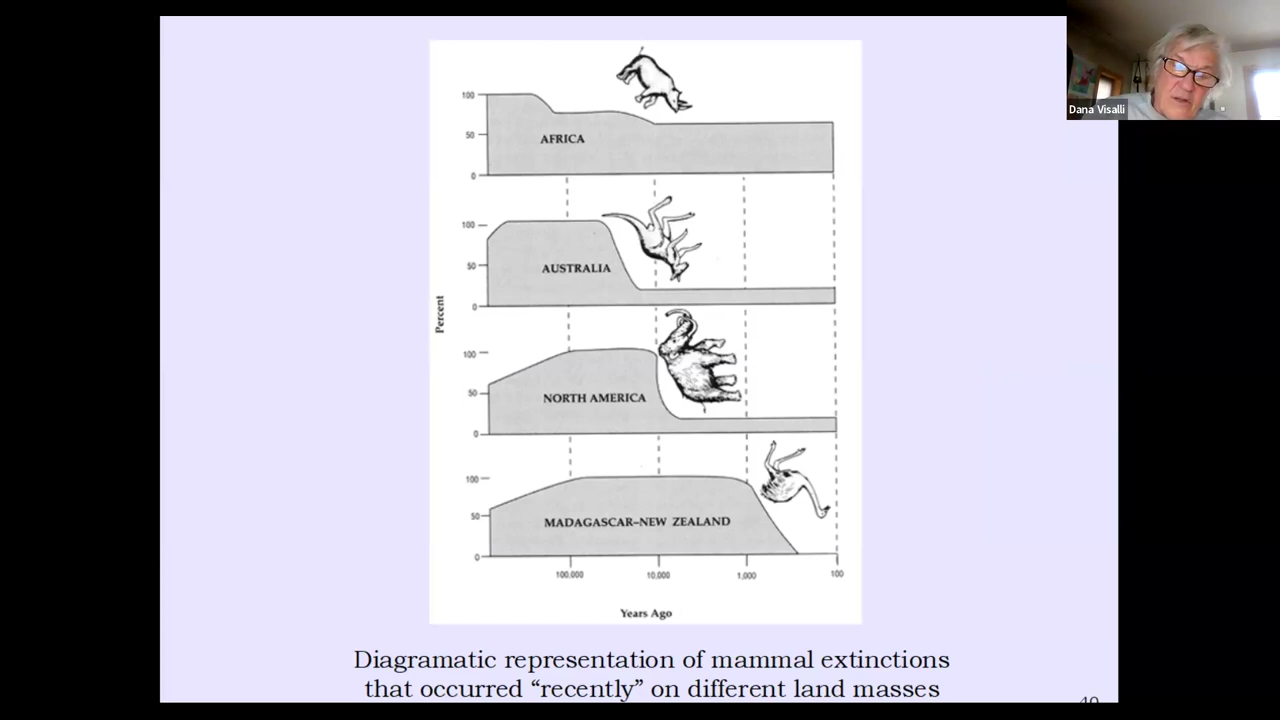 Dana Visalli
100
50
AFRICA
0
100
50
AUSTRALIA
0
Percent
100
50
NORTH AMERICA
0
100
50
MADAGASCAR–NEW ZEALAND
0
100,000 10,000 1,000 100
Years Ago
Diagramatic representation of mammal extinctions
that occurred “recently” on different land masses